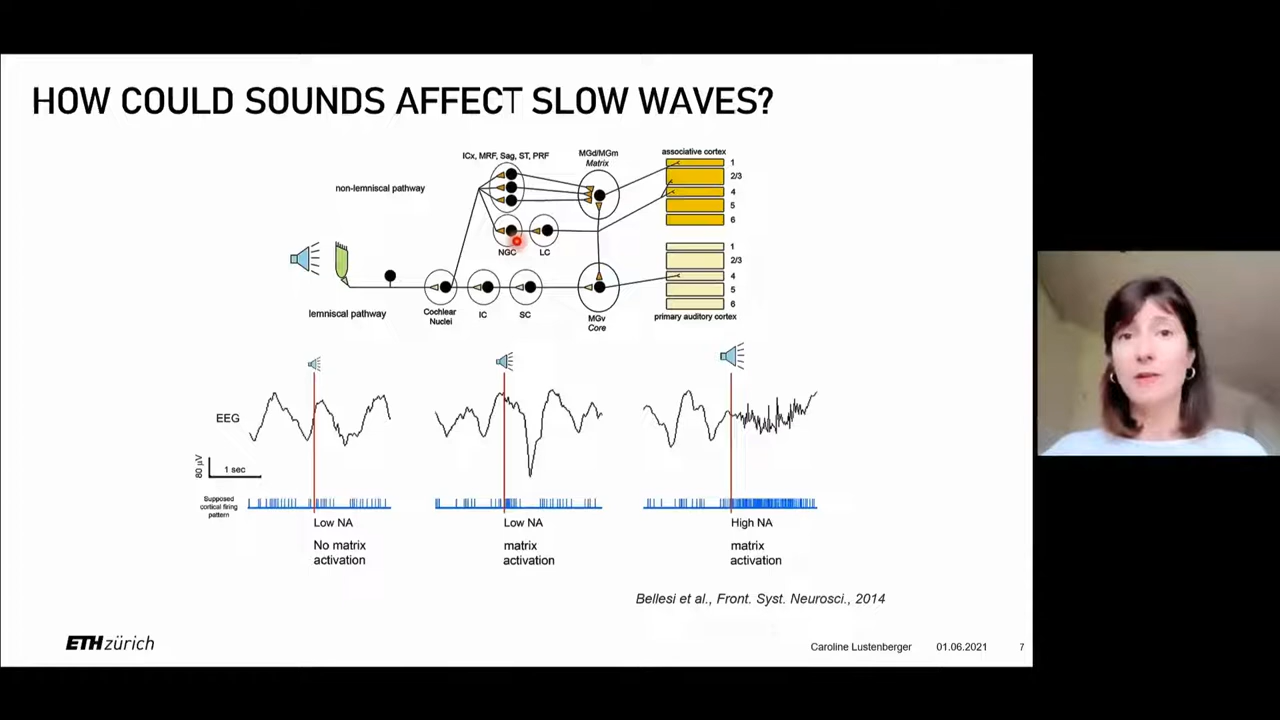 HOW COULD SOUNDS AFFECT SLOW WAVES?
ICx, MRF, Sag, ST, PRF
MGd/MGm
Matrix
associative cortex
1
2/3
4
5
6
non-lemniscal pathway
NGC
LC
1
2/3
4
5
6
lemniscal pathway
Cochlear
Nuclei
IC
SC
MGv
Core
primary auditory cortex
EEG
80 µV
1 sec
Supposed
cortical firing
pattern
Low NA
No matrix
activation
Low NA
matrix
activation
High NA
matrix
activation
Bellesi et al., Front. Syst. Neurosci., 2014
ETH zürich
Caroline Lustenberger
01.06.2021
7